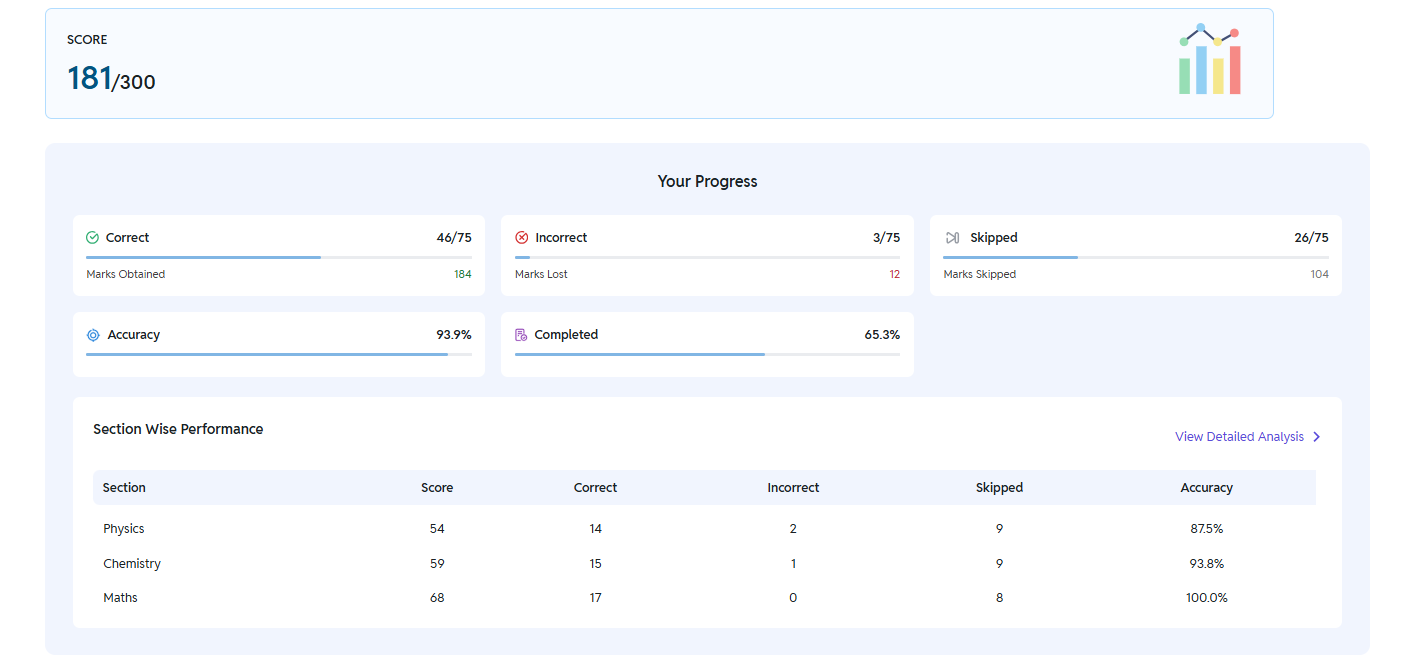 SCORE
181/300
Your Progress
Correct 46/75
Marks Obtained 184
Incorrect 3/75
Marks Lost 12
Skipped 26/75
Marks Skipped 104
Accuracy 93.9%
Completed 65.3%
Section Wise Performance
View Detailed Analysis
Section Score Correct Incorrect Skipped Accuracy
Physics 54 14 2 9 87.5%
Chemistry 59 15 1 9 93.8%
Maths 68 17 0 8 100.0%